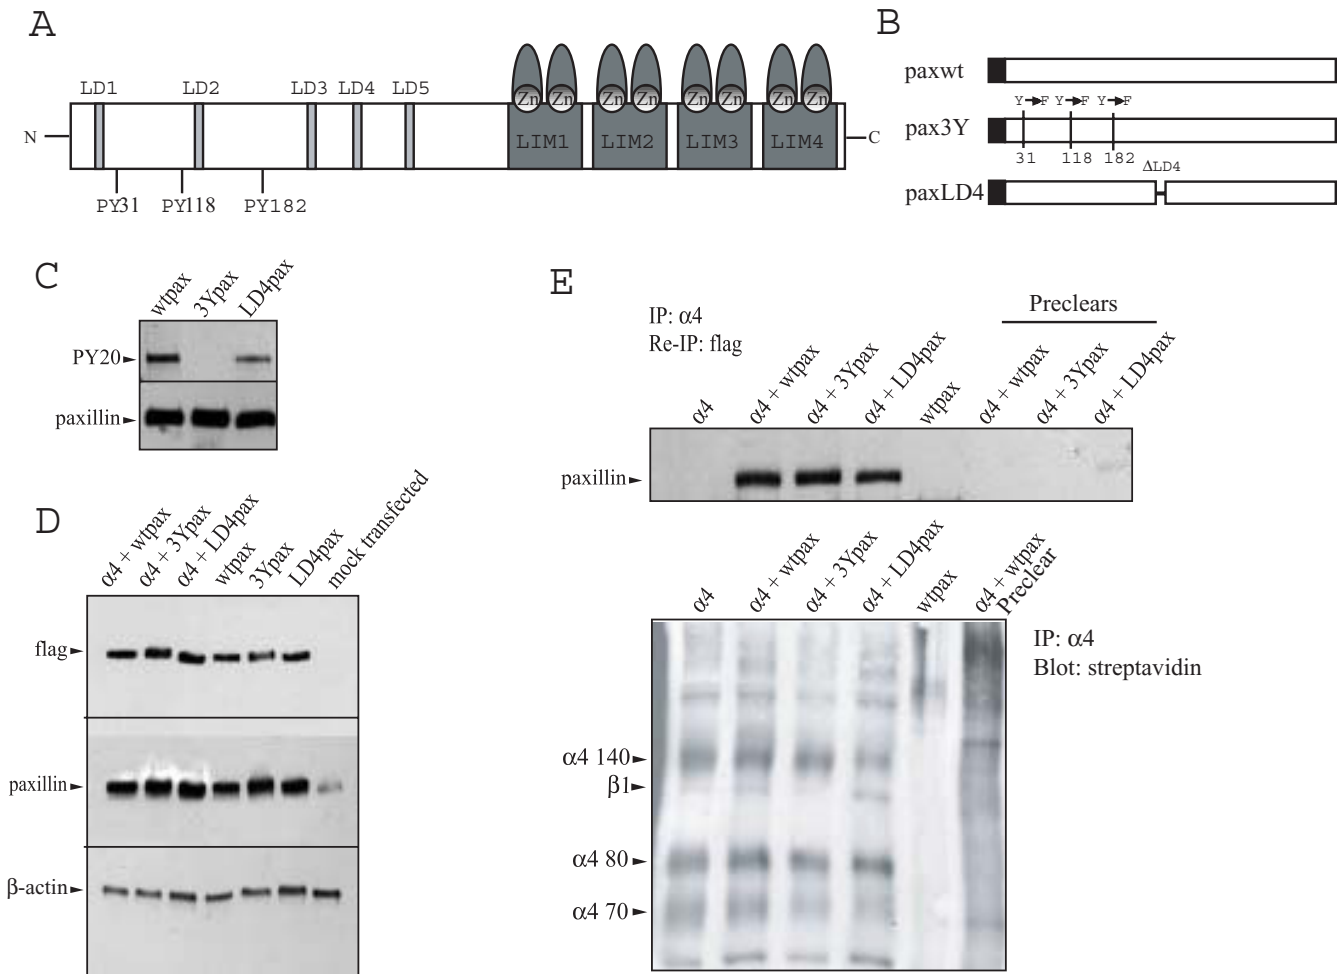 A
LD1 LD2 LD3 LD4 LD5
Zn Zn Zn Zn Zn Zn Zn Zn
N LIM1 LIM2 LIM3 LIM4 C
PY31 PY118 PY182
B
paxwt
Y F Y F Y F
pax3Y
31 118 182
ΔLD4
paxLD4
C
wtpax 3Ypax LD4pax
PY20
paxillin
D
α4 + wtpax α4 + 3Ypax α4 + LD4pax wtpax 3Ypax LD4pax mock transfected
flag
paxillin
β-actin
E
IP: α4
Re-IP: flag
Preclears
α4 α4 + wtpax α4 + 3Ypax α4 + LD4pax wtpax α4 + wtpax α4 + 3Ypax α4 + LD4pax
paxillin
α4 α4 + wtpax α4 + 3Ypax α4 + LD4pax wtpax α4 + wtpax
Preclear
IP: α4
Blot: streptavidin
α4 140
β1
α4 80
α4 70